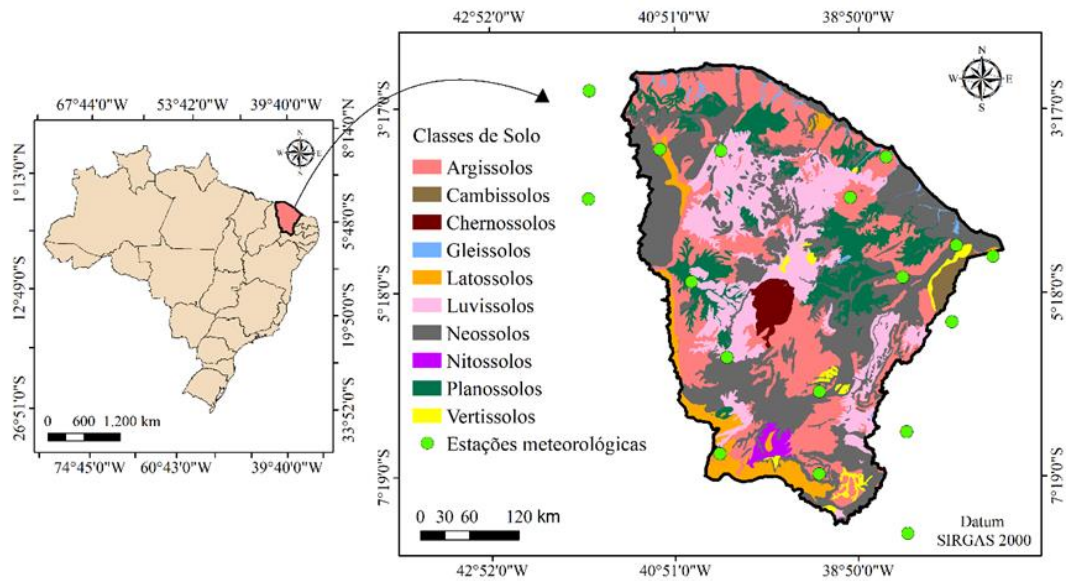 67°44'0"W 53°42'0"W 39°40'0"W
1°13'0"N
12°49'0"S
26°51'0"S
N
8°14'0"N
5°48'0"S
19°50'0"S
33°52'0"S
0 600 1,200 km
74°45'0"W 60°43'0"W 39°40'0"W
42°52'0"W 40°51'0"W 38°50'0"W
3°17'0"S
5°18'0"S
7°19'0"S
N
W E
S
Classes de Solo
Argissolos
Cambissolos
Chernossolos
Gleissolos
Latossolos
Luvissolos
Neossolos
Nitossolos
Planossolos
Vertissolos
Estações meteorológicas
0 30 60 120 km
Datum
SIRGAS 2000
3°17'0"S
5°18'0"S
7°19'0"S
42°52'0"W 40°51'0"W 38°50'0"W